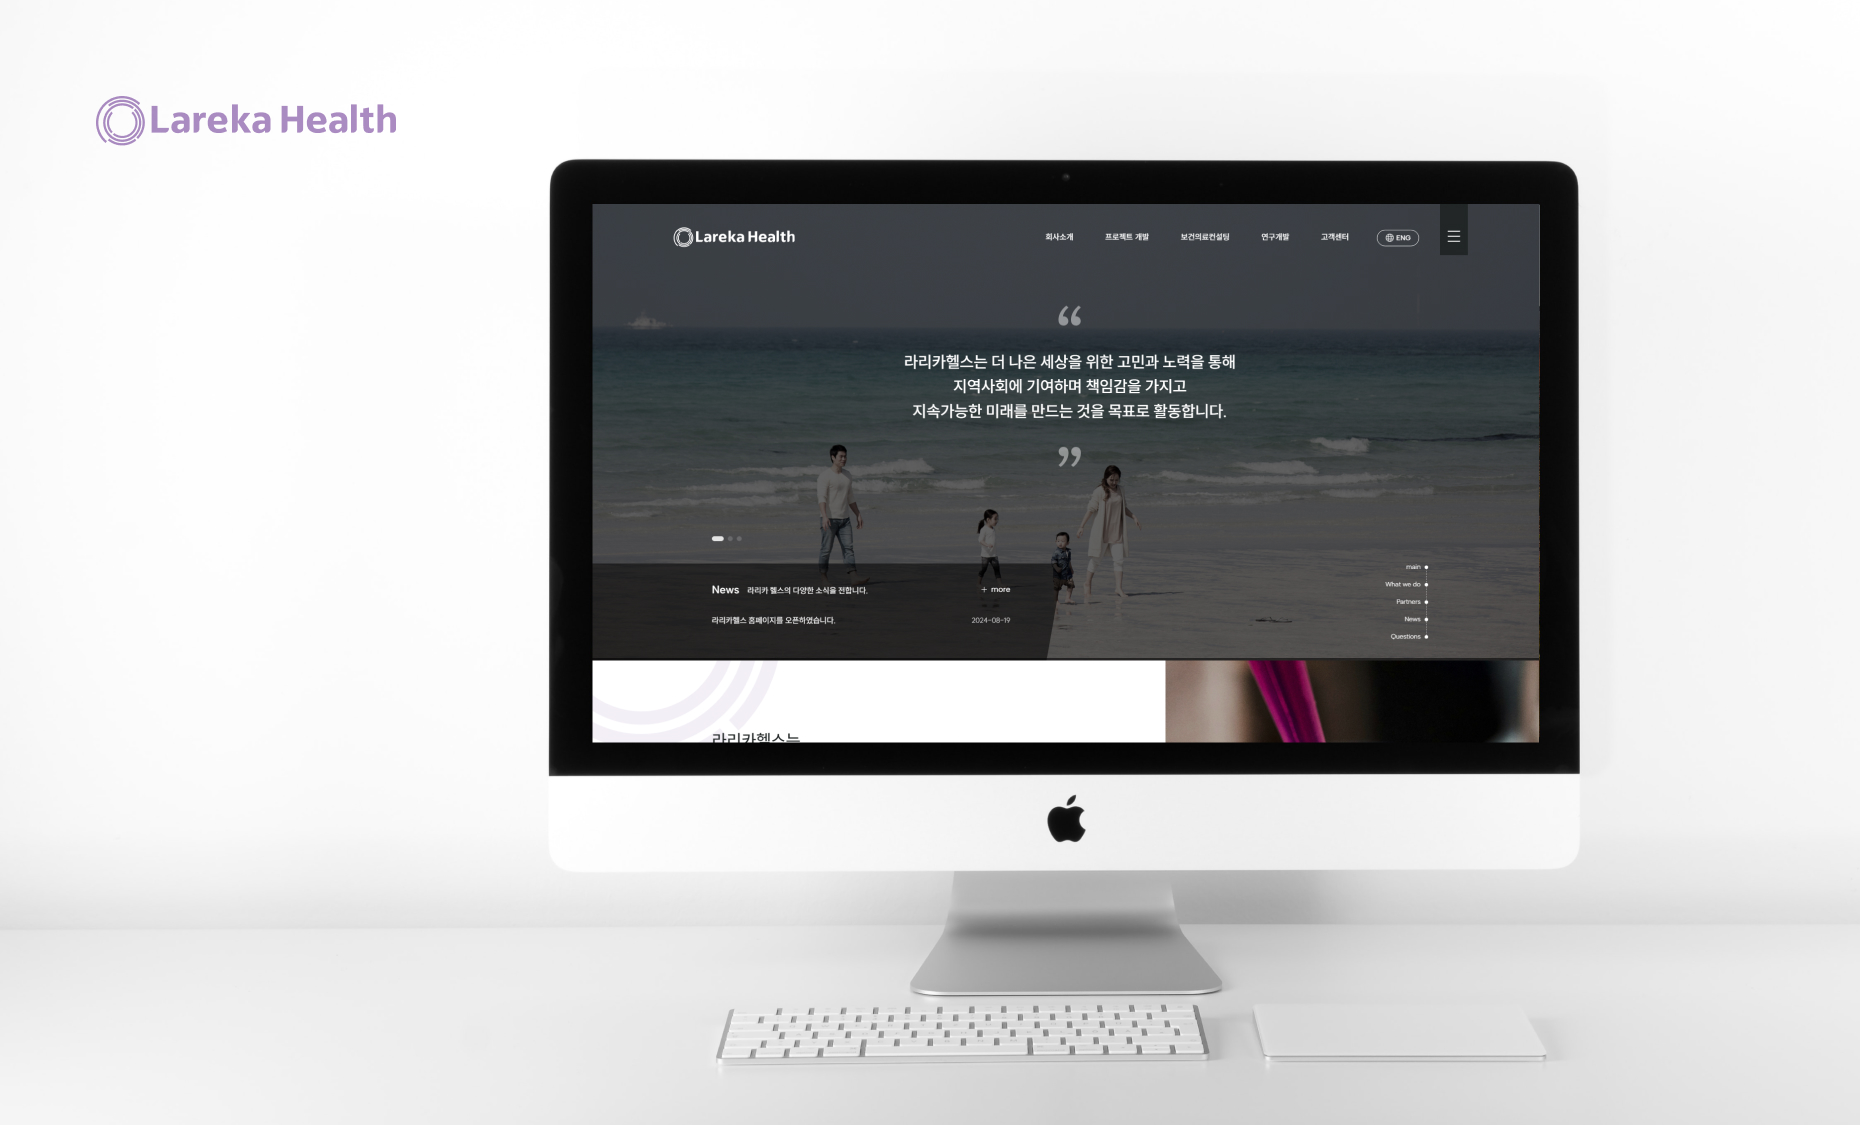 Lareka Health
Lareka Health
회사소개 프로젝트 개발 보건의료컨설팅 연구개발 고객센터 ENG
“
라리카헬스는 더 나은 세상을 위한 고민과 노력을 통해
지역사회에 기여하며 책임감을 가지고
지속가능한 미래를 만드는 것을 목표로 활동합니다.
”
News 라리카 헬스의 다양한 소식을 전합니다. + more
라리카헬스 홈페이지를 오픈하였습니다. 2024-08-19
main
What we do
Partners
News
Questions
라리카헬스는